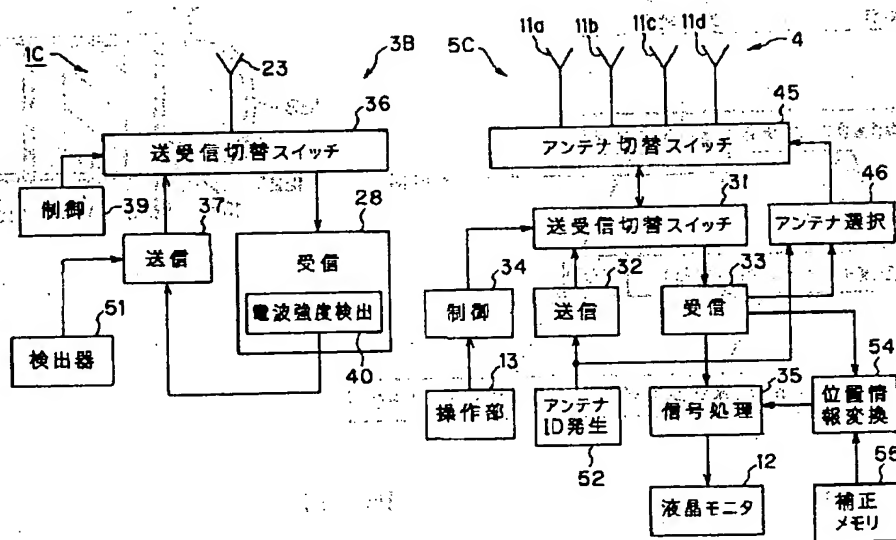 1C
23
3B
36
送受信切替スイッチ
制御
39
37
送信
28
受信
電波強度検出
40
51
検出器
5C
11a
11b
11c
11d
4
45
アンテナ切替スイッチ
46
アンテナ選択
31
送受信切替スイッチ
34
制御
32
送信
33
受信
13
操作部
アンテナ
ID発生
52
35
信号処理
54
位置情
報変換
12
液晶モニタ
補正
メモリ